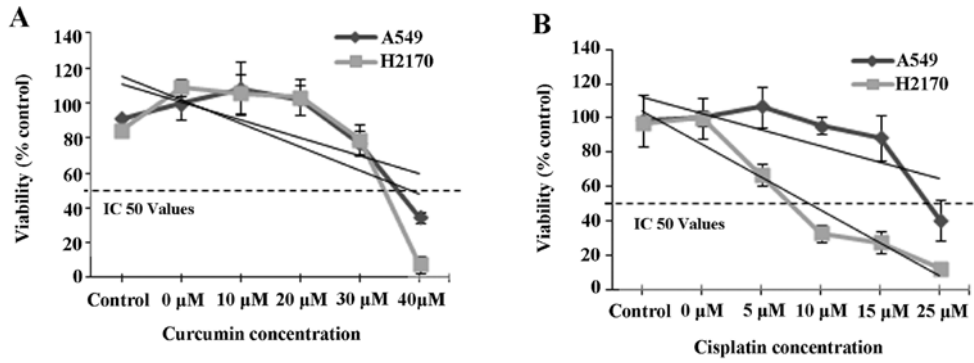 A
A549
H2170
Viability (% control)
140
120
100
80
60
40
20
0
IC 50 Values
Control 0 µM 10 µM 20 µM 30 µM 40µM
Curcumin concentration
B
A549
H2170
Viability (% control)
140
120
100
80
60
40
20
0
IC 50 Values
Control 0 µM 5 µM 10 µM 15 µM 25 µM
Cisplatin concentration